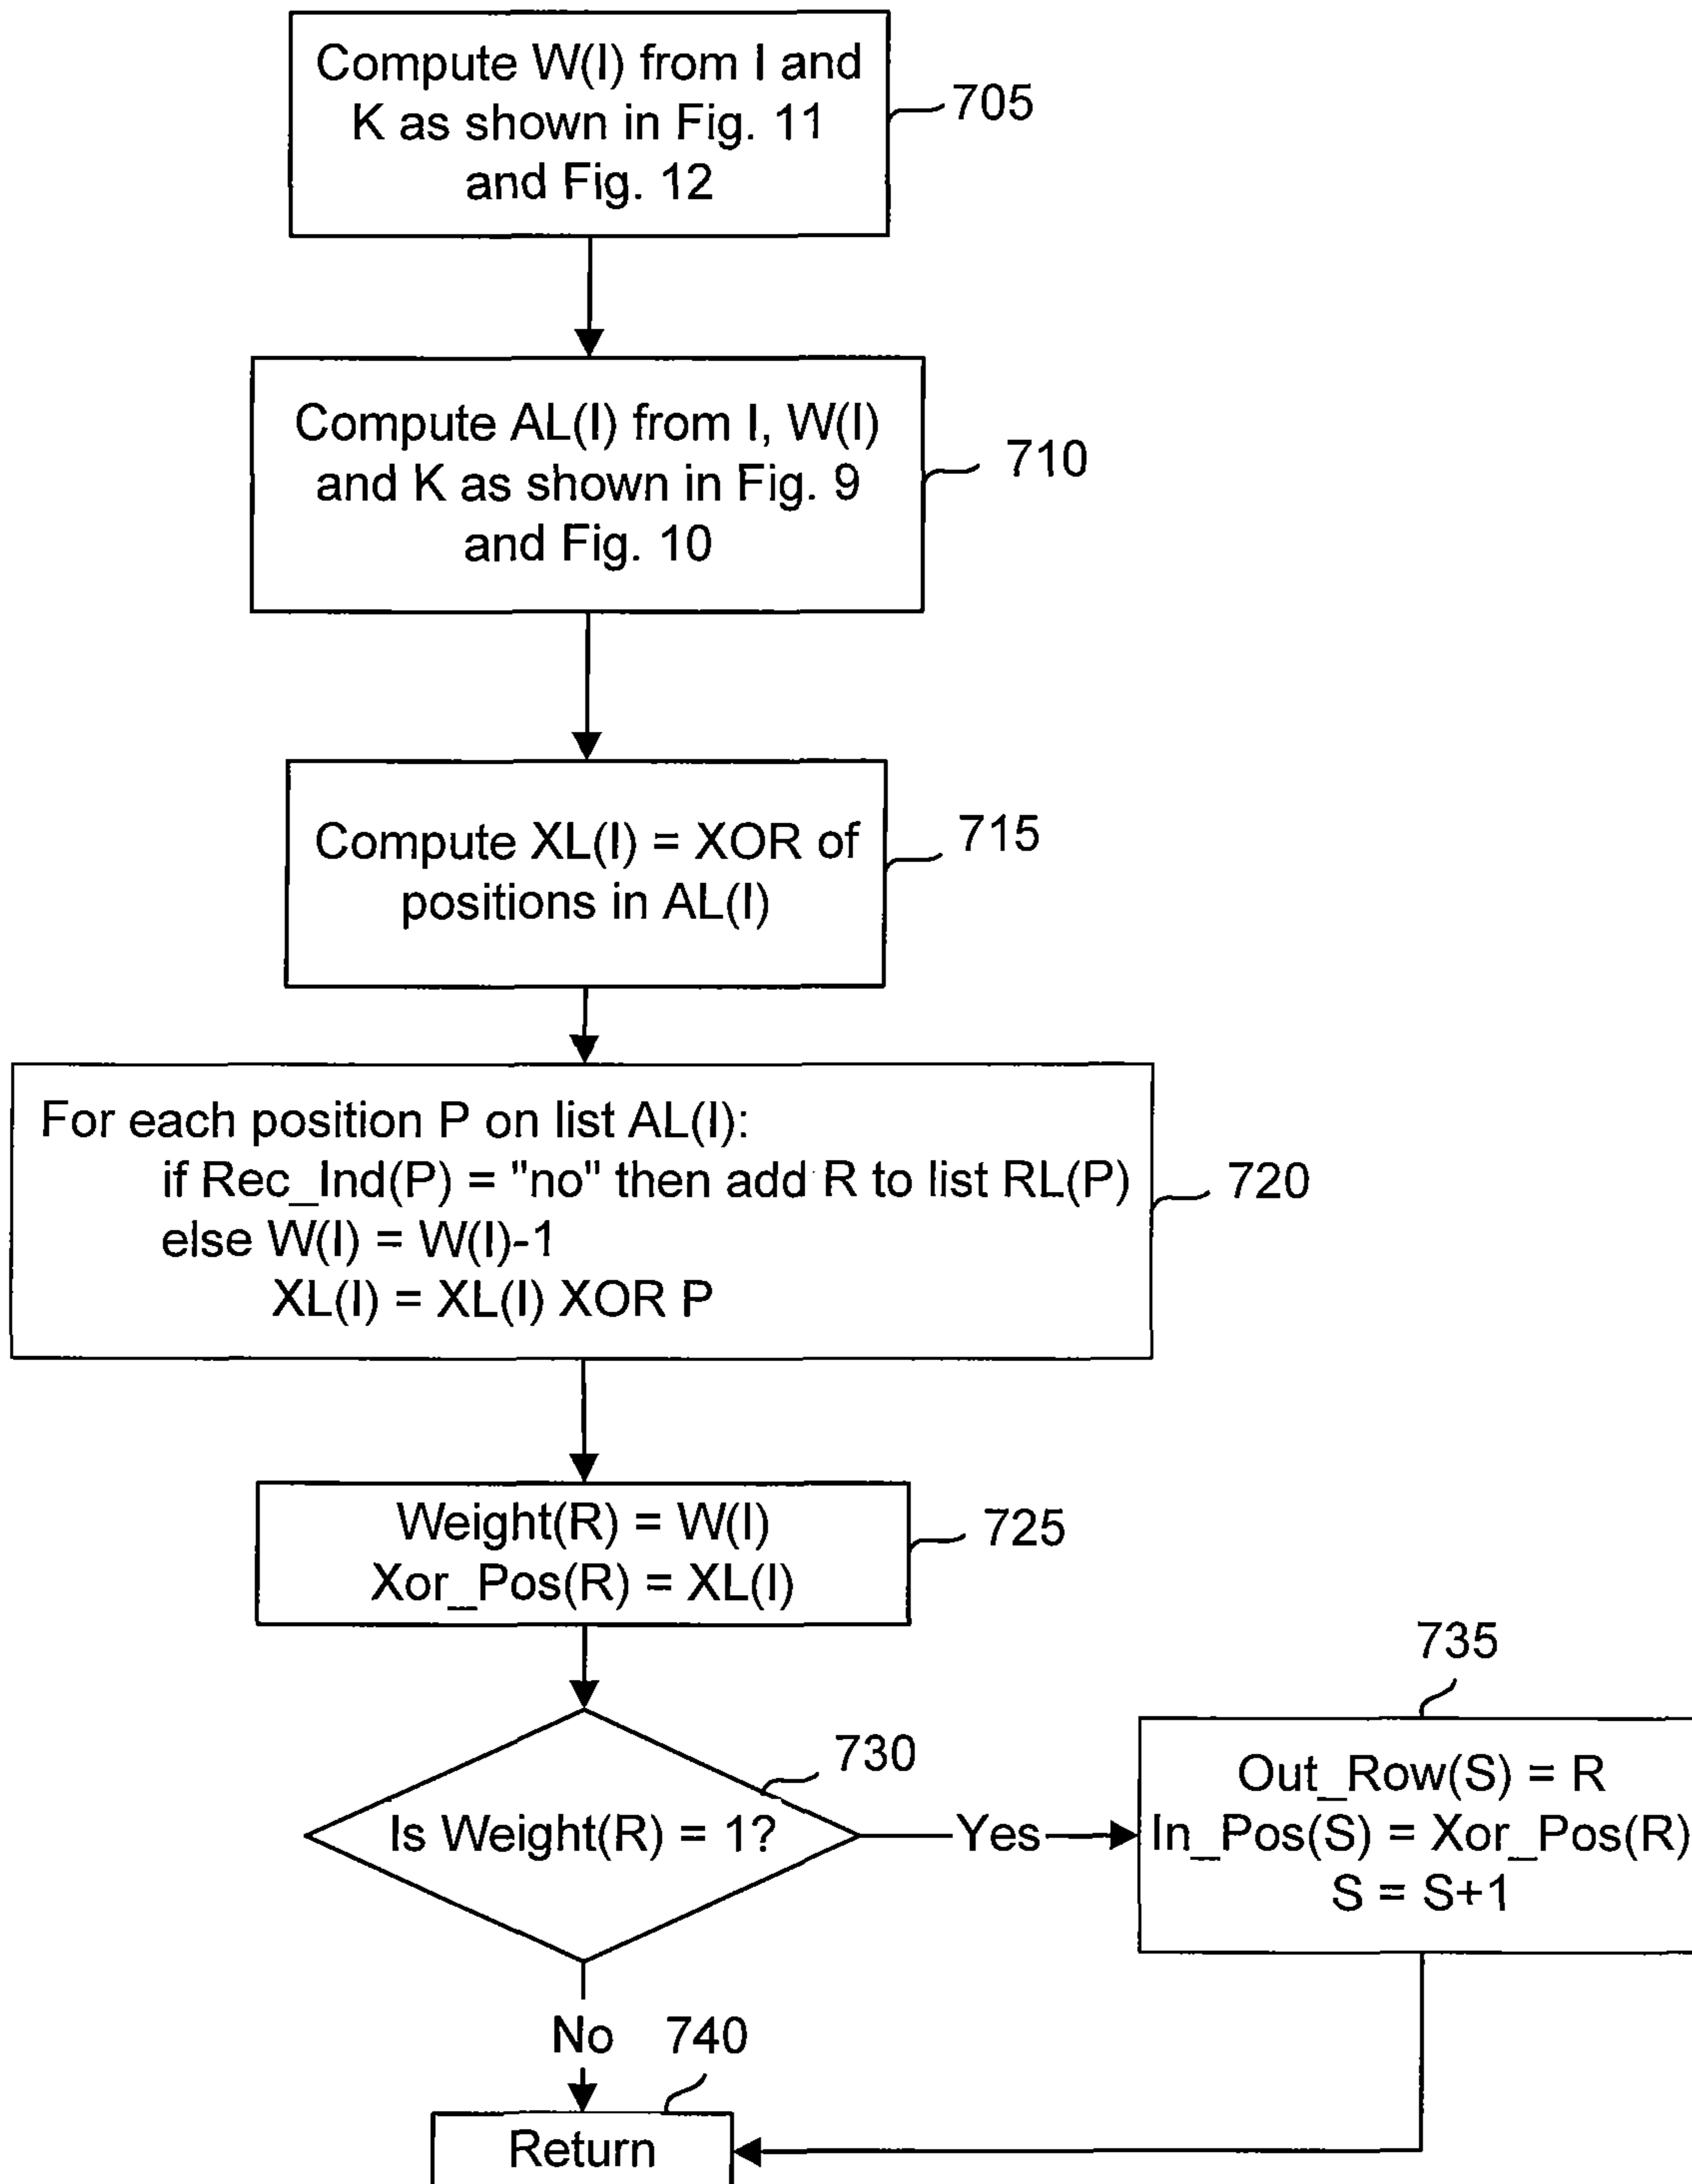 Compute W(I) from I and
K as shown in Fig. 11
and Fig. 12
705
Compute AL(I) from I, W(I)
and K as shown in Fig. 9
and Fig. 10
710
Compute XL(I) = XOR of
positions in AL(I)
715
For each position P on list AL(I):
if Rec_Ind(P) = "no" then add R to list RL(P)
else W(I) = W(I)-1
XL(I) = XL(I) XOR P
720
Weight(R) = W(I)
Xor_Pos(R) = XL(I)
725
Is Weight(R) = 1?
730
Yes
735
Out_Row(S) = R
In_Pos(S) = Xor_Pos(R)
S = S+1
No
740
Return